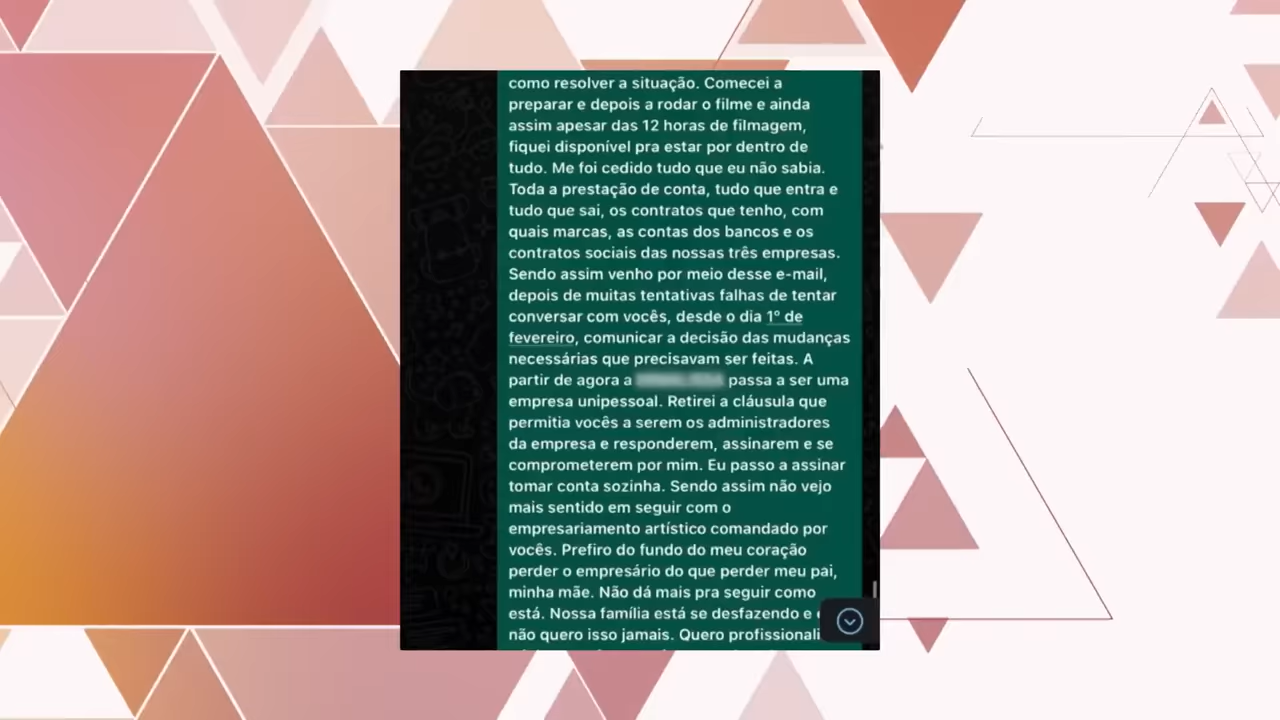 como resolver a situação. Comecei a
preparar e depois a rodar o filme e ainda
assim apesar das 12 horas de filmagem,
fiquei disponível pra estar por dentro de
tudo. Me foi cedido tudo que eu não sabia.
Toda a prestação de conta, tudo que entra e
tudo que sai, os contratos que tenho, com
quais marcas, as contas dos bancos e os
contratos sociais das nossas três empresas.
Sendo assim venho por meio desse e-mail,
depois de muitas tentativas falhas de tentar
conversar com vocês, desde o dia 1º de
fevereiro, comunicar a decisão das mudanças
necessárias que precisavam ser feitas. A
partir de agora a passa a ser uma
empresa unipessoal. Retirei a cláusula que
permitia vocês a serem os administradores
da empresa e responderem, assinarem e se
comprometerem por mim. Eu passo a assinar
tomar conta sozinha. Sendo assim não vejo
mais sentido em seguir com o
empresariamento artístico comandado por
vocês. Prefiro do fundo do meu coração
perder o empresário do que perder meu pai,
minha mãe. Não dá mais pra seguir como
está. Nossa família está se desfazendo e
não quero isso jamais. Quero